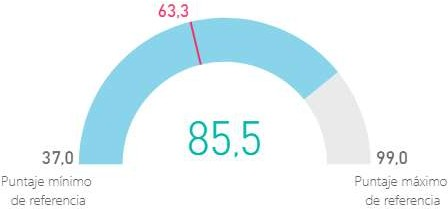 63,3
85,5
37,0
99,0
Puntaje mínimo
de referencia
Puntaje máximo
de referencia